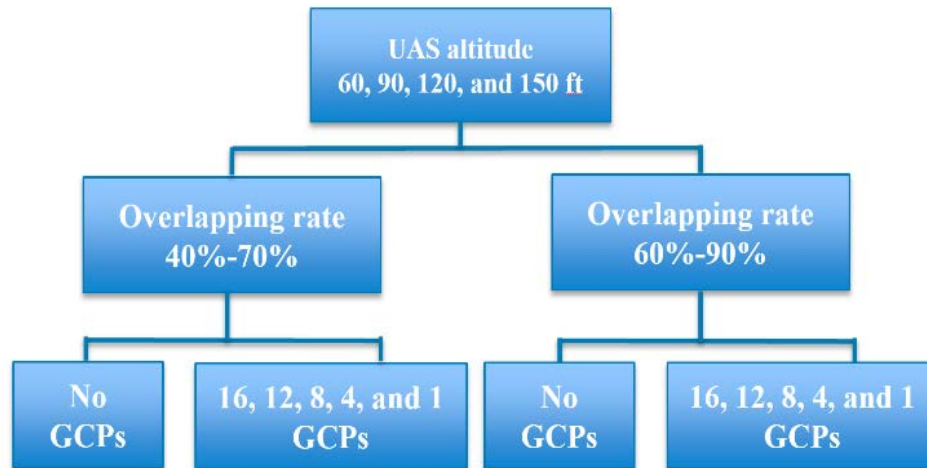 UAS altitude
60, 90, 120, and 150 ft
Overlapping rate
40%-70%
Overlapping rate
60%-90%
No
GCPs
16, 12, 8, 4, and 1
GCPs
No
GCPs
16, 12, 8, 4, and 1
GCPs